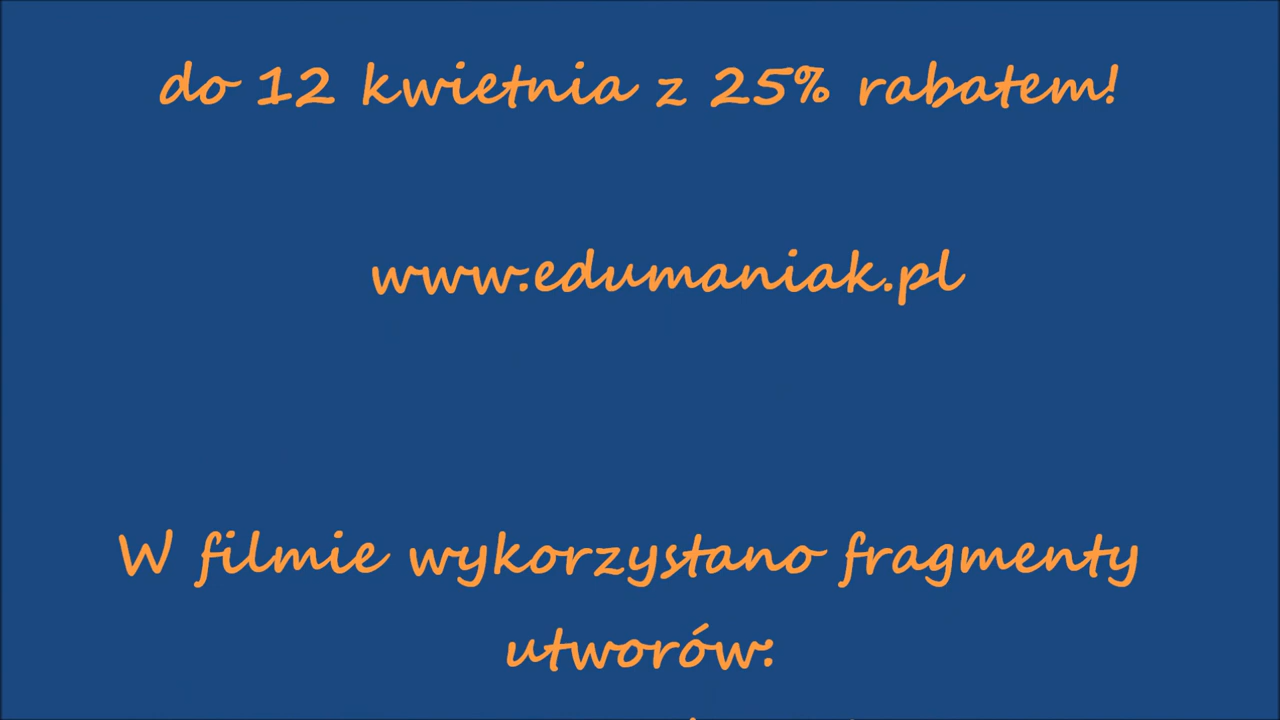 do 12 kwietnia z 25% rabatem!
www.edumaniak.pl
W filmie wykorzystano fragmenty
utworów: